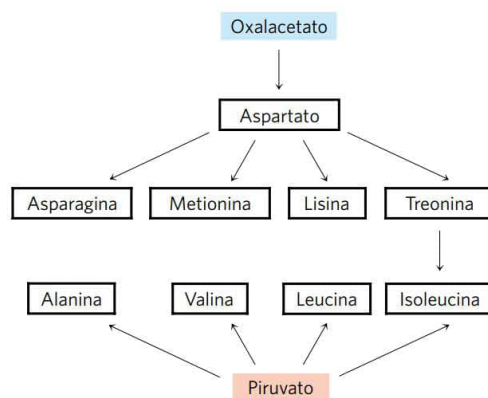 Oxalacetato
Aspartato
Asparagina Metionina Lisina Treonina
Alanina Valina Leucina Isoleucina
Piruvato